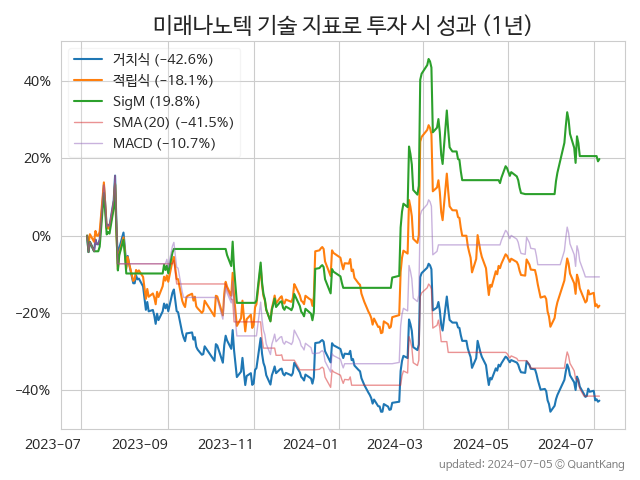 미래나노텍 기술 지표로 투자 시 성과 (1년)
거치식 (−42.6%)
적립식 (−18.1%)
SigM (19.8%)
SMA(20) (−41.5%)
MACD (−10.7%)
40%
20%
0%
−20%
−40%
2023-07 2023-09 2023-11 2024-01 2024-03 2024-05 2024-07
updated: 2024-07-05 © QuantKang